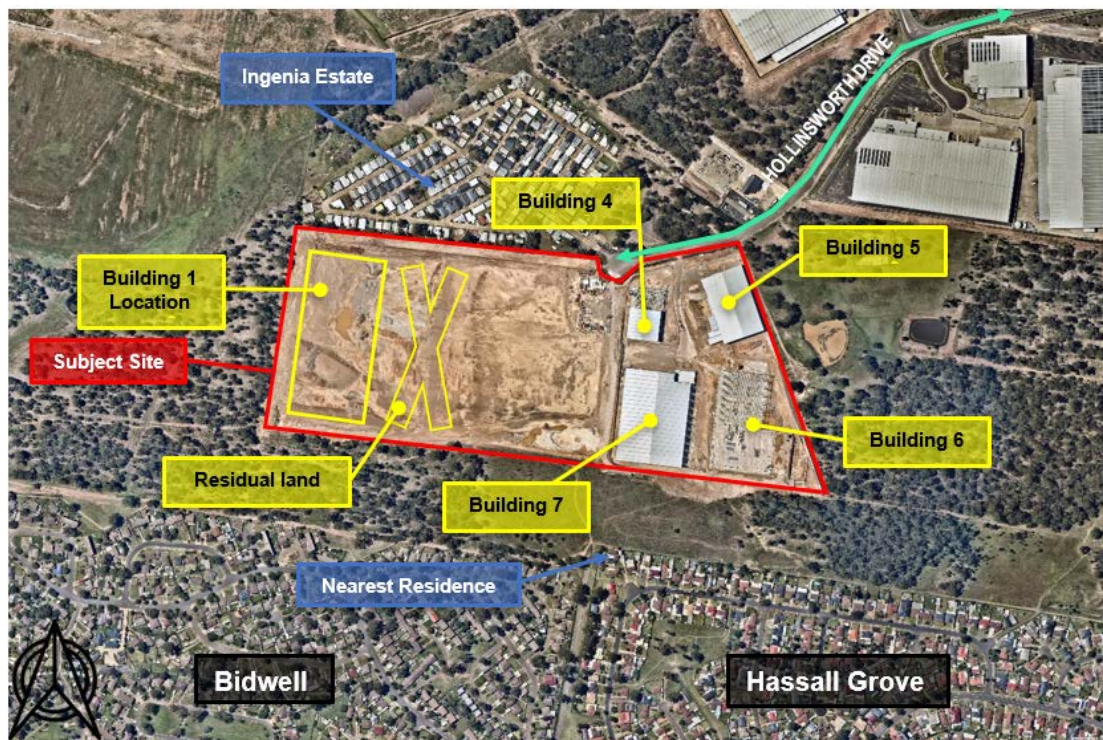 Ingenia Estate
HOLLINSWORTH DRIVE
Building 4
Building 5
Building 1
Location
Subject Site
Building 6
Residual land
Building 7
Nearest Residence
Bidwell
Hassall Grove